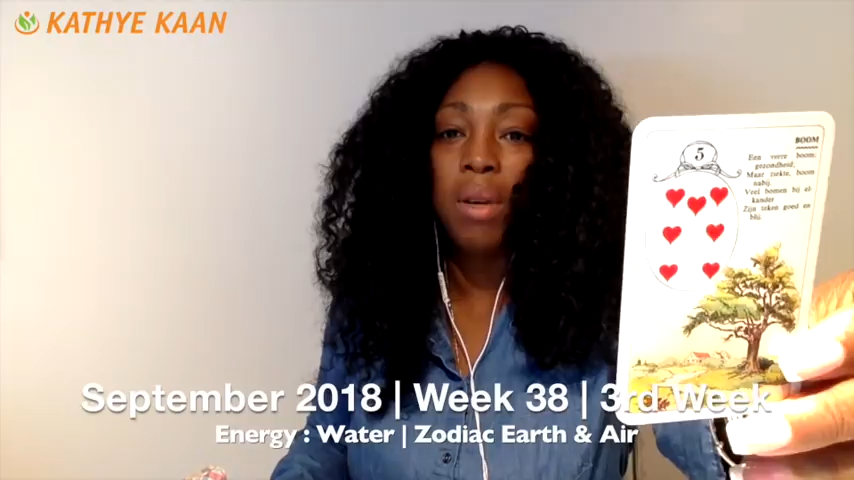 KATHYE KAAN
BOOM
5
Een verre boom,
gezondheid;
Maar ziekte, boom
nabij.
Veel bomen bij el-
kander
Zijn teken goed en
blij.
September 2018 | Week 38 | 3rd Week
Energy : Water | Zodiac Earth & Air